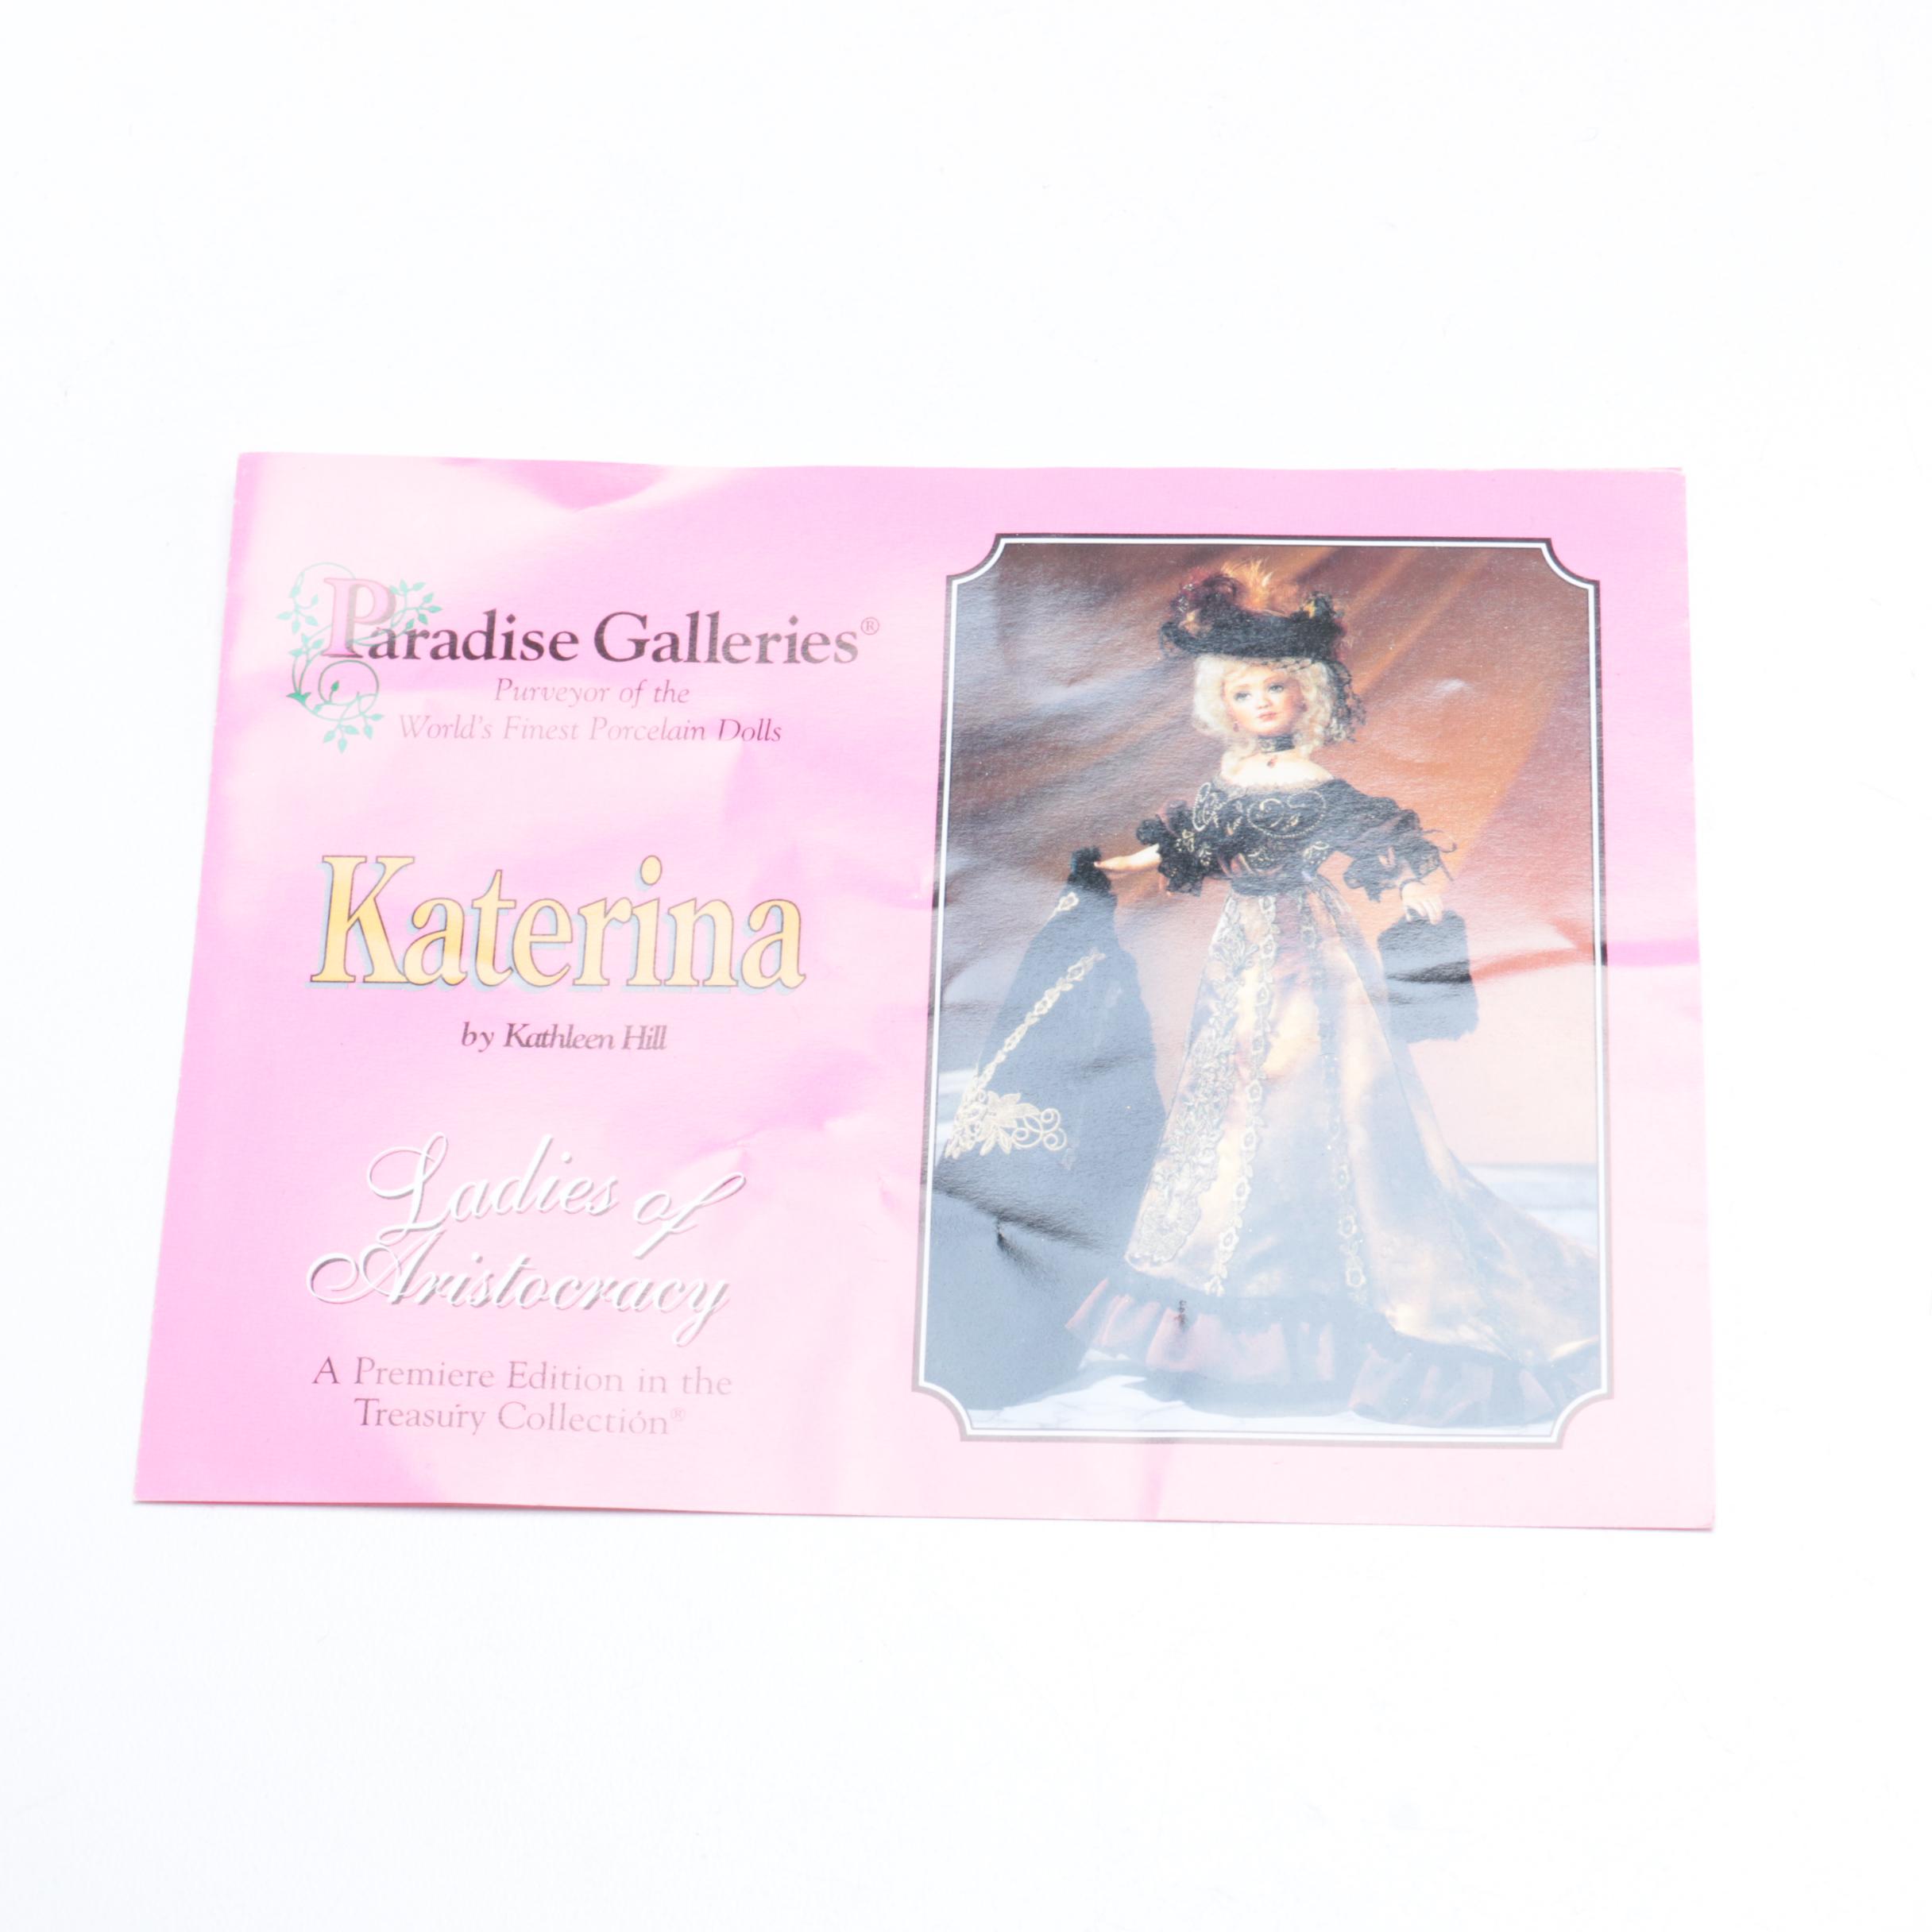 Paradise Galleries®
Purveyor of the
World's Finest Porcelain Dolls
Katerina
by Kathleen Hill
Ladies of
Aristocracy
A Premiere Edition in the
Treasury Collection®